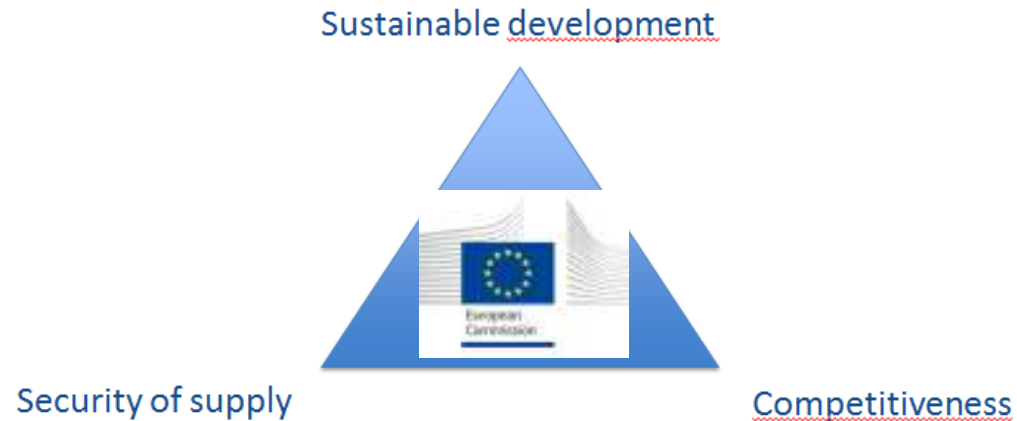 Sustainable development
European
Commission
Security of supply
Competitiveness